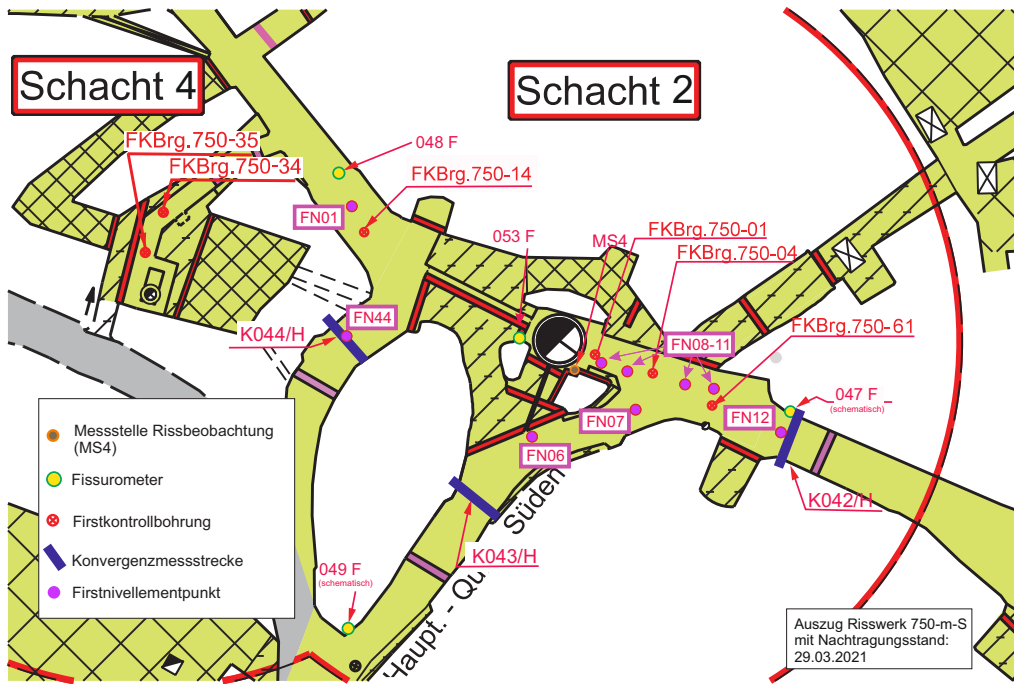 Schacht 4
Schacht 2
FKBrg.750-35
FKBrg.750-34
048 F
FKBrg.750-14
FN01
053 F
MS4
FKBrg.750-01
FKBrg.750-04
FKBrg.750-61
FN44
K044/H
FN08-11
047 F
(schematisch)
FN07
FN12
FN06
K042/H
K043/H
Süden
Haupt. - Qu
049 F
(schematisch)
Messstelle Rissbeobachtung
(MS4)
Fissurometer
Firstkontrollbohrung
Konvergenzmessstrecke
Firstnivellementpunkt
Auszug Risswerk 750-m-S
mit Nachtragungsstand:
29.03.2021